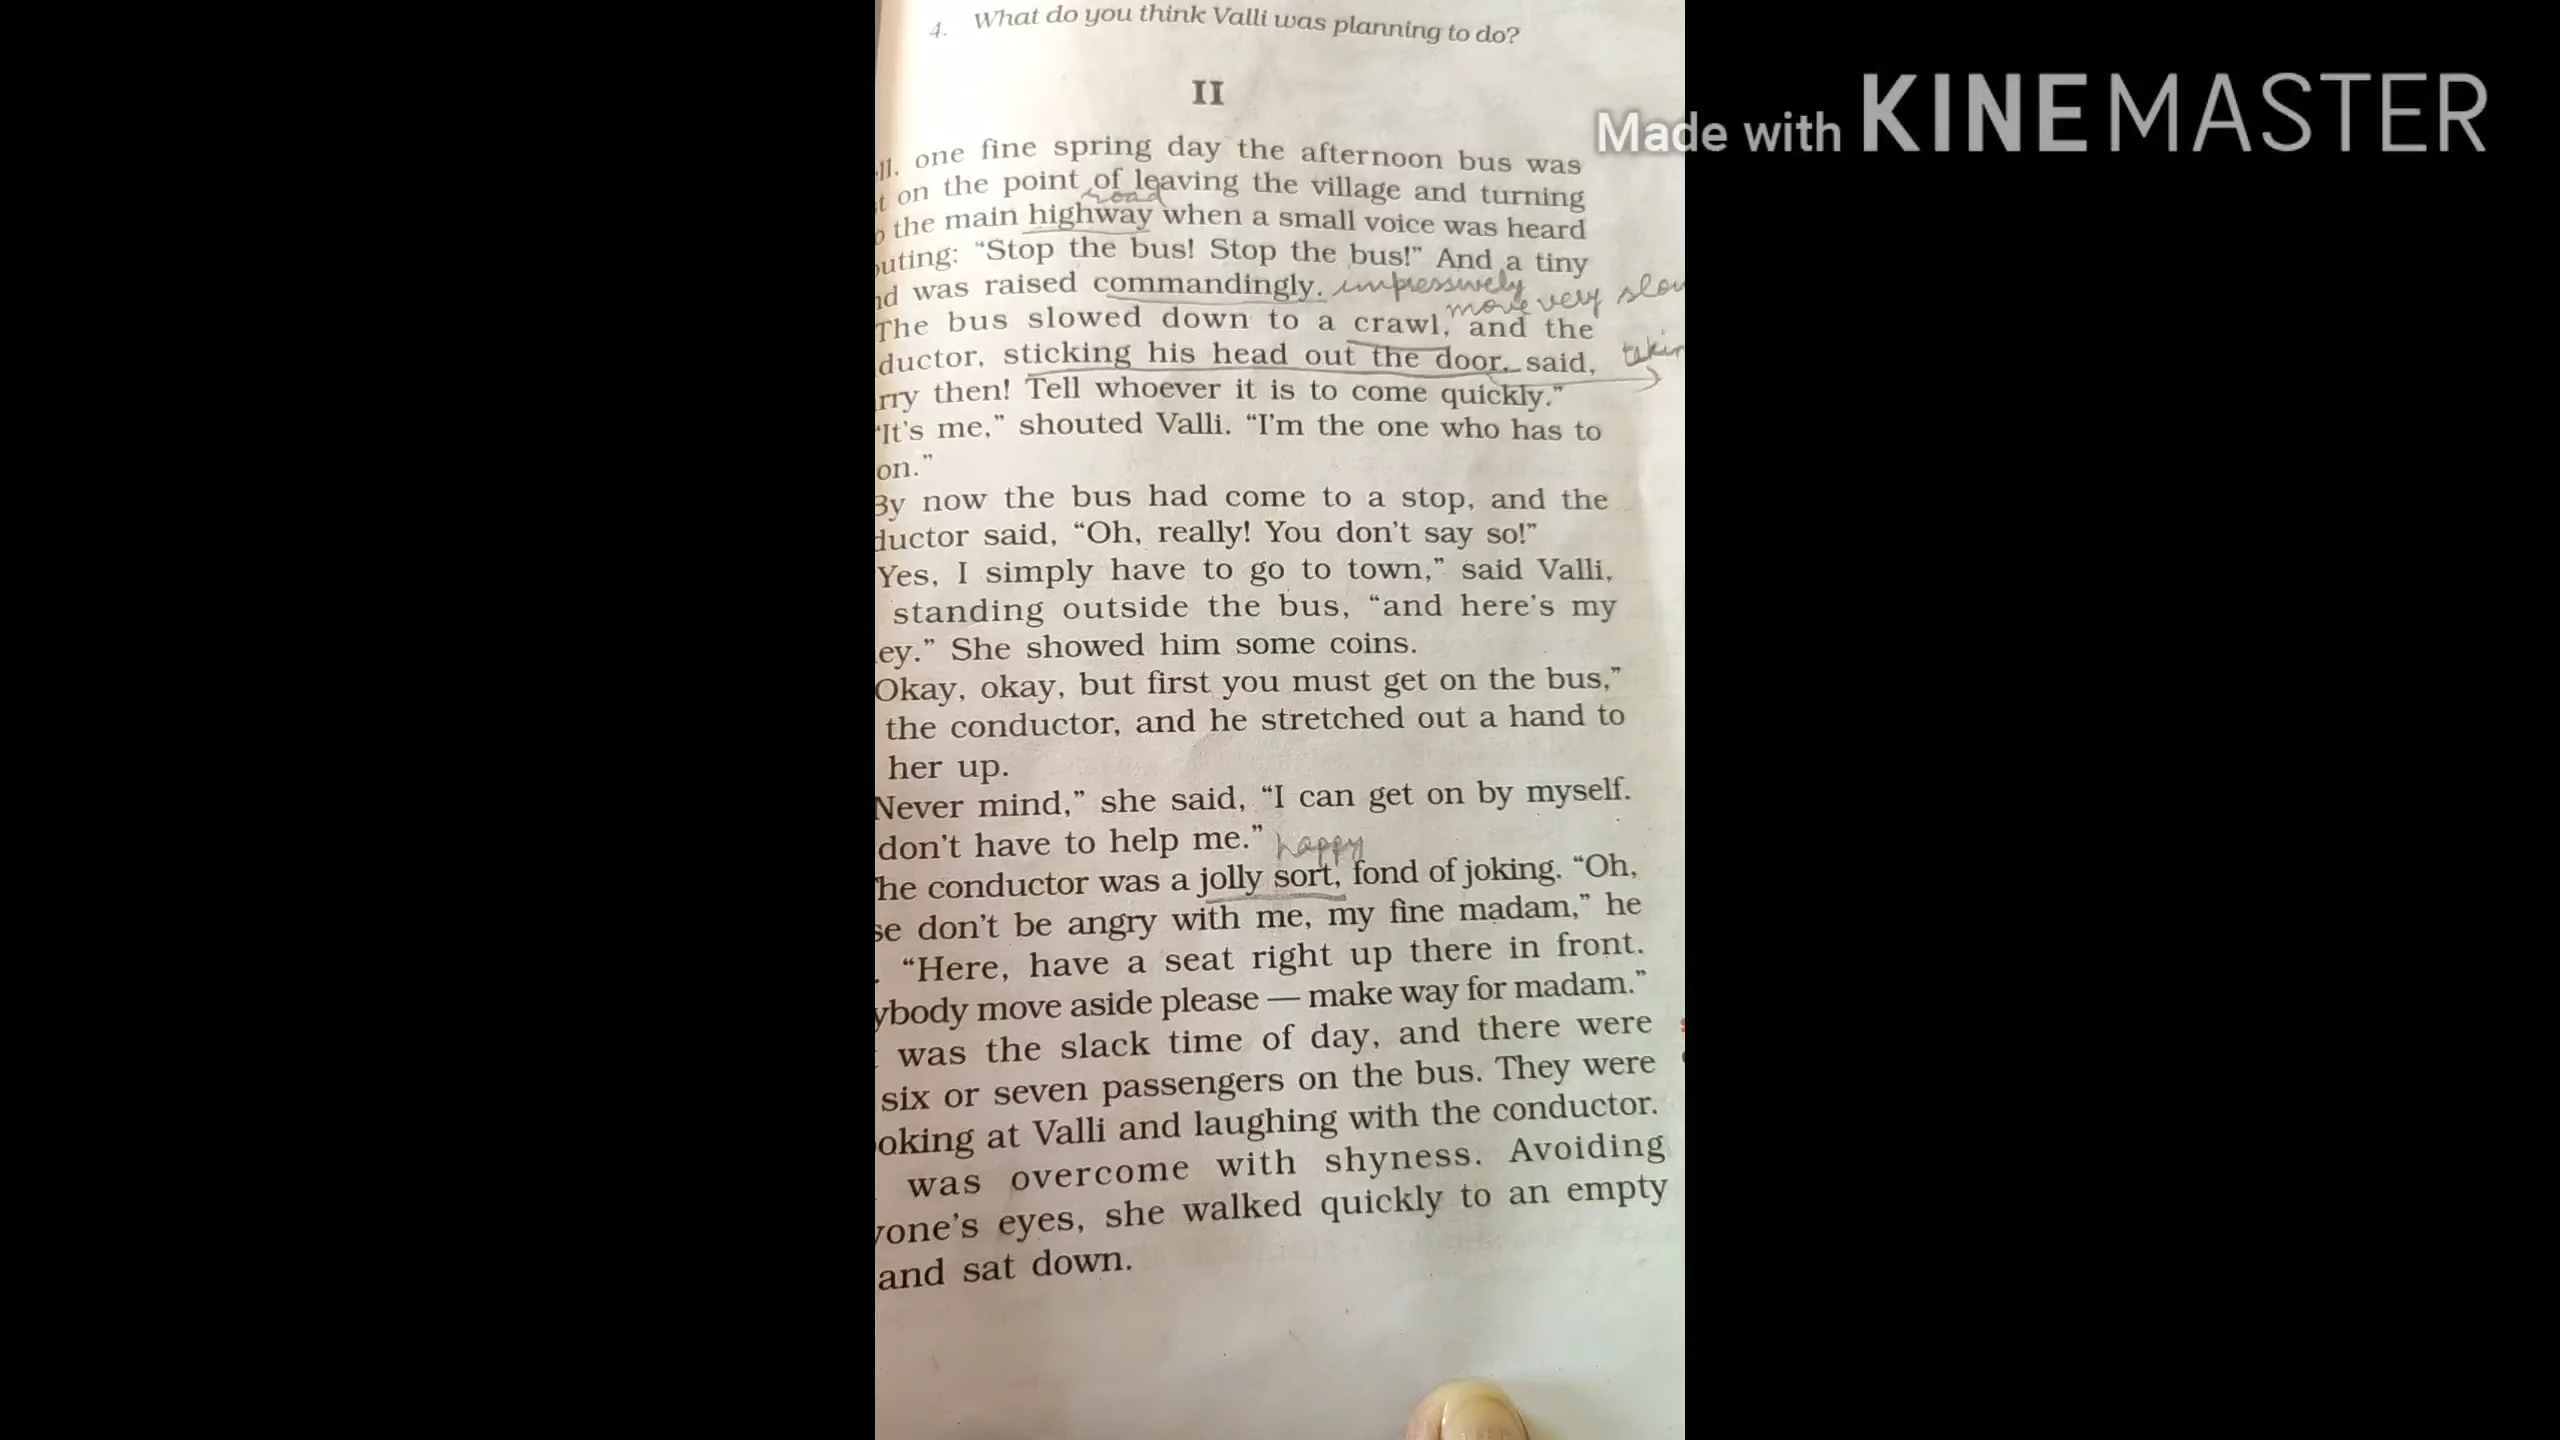 4. What do you think Valli was planning to do?
Made with KINEMASTER
II
ll, one fine spring day the afternoon bus was
t on the point of leaving the village and turning
road
o the main highway when a small voice was heard
outing: “Stop the bus! Stop the bus!” And a tiny
nd was raised commandingly. impressively
move very slow
The bus slowed down to a crawl, and the
ductor, sticking his head out the door, said,
rry then! Tell whoever it is to come quickly.”
“It’s me,” shouted Valli. “I’m the one who has to
on.”
By now the bus had come to a stop, and the
ductor said, “Oh, really! You don’t say so!”
Yes, I simply have to go to town,” said Valli,
standing outside the bus, “and here’s my
ey.” She showed him some coins.
Okay, okay, but first you must get on the bus,”
the conductor, and he stretched out a hand to
her up.
Never mind,” she said, “I can get on by myself.
don’t have to help me.” happy
The conductor was a jolly sort, fond of joking. “Oh,
se don’t be angry with me, my fine madam,” he
. “Here, have a seat right up there in front.
ybody move aside please — make way for madam.”
was the slack time of day, and there were
six or seven passengers on the bus. They were
ooking at Valli and laughing with the conductor.
was overcome with shyness. Avoiding
yone’s eyes, she walked quickly to an empty
and sat down.